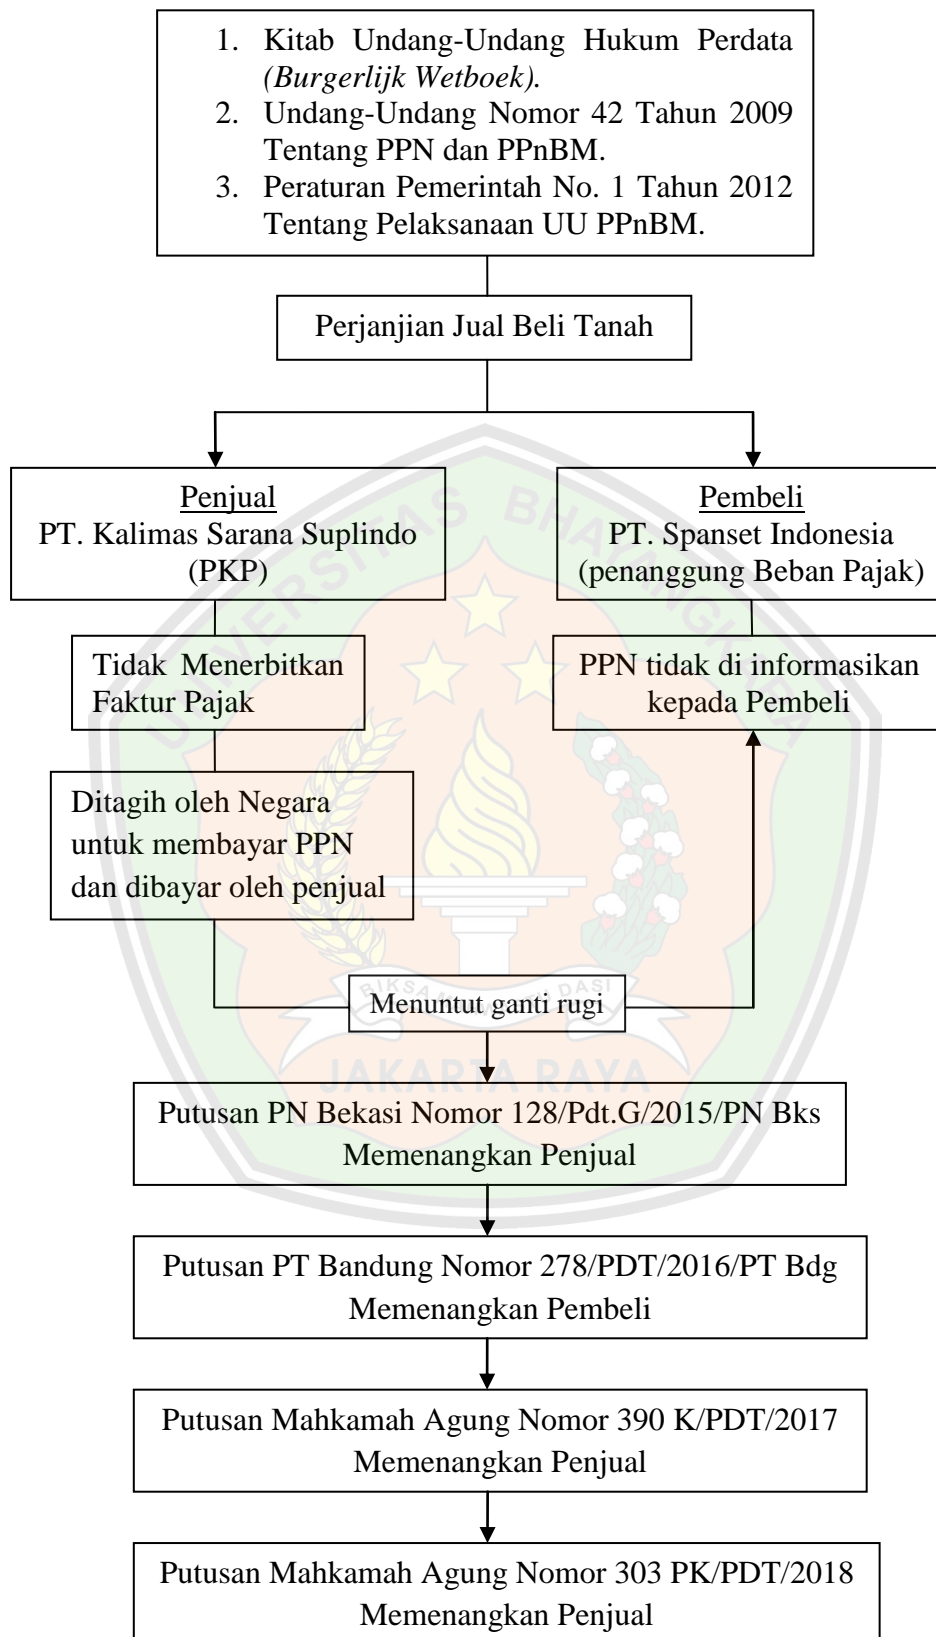 1. Kitab Undang-Undang Hukum Perdata
(Burgerlijk Wetboek).
2. Undang-Undang Nomor 42 Tahun 2009
Tentang PPN dan PPnBM.
3. Peraturan Pemerintah No. 1 Tahun 2012
Tentang Pelaksanaan UU PPnBM.
Perjanjian Jual Beli Tanah
Penjual
PT. Kalimas Sarana Suplindo
(PKP)
Pembeli
PT. Spanset Indonesia
(penanggung Beban Pajak)
UNIVERSITAS BHAYANGKARA
Tidak Menerbitkan
Faktur Pajak
PPN tidak di informasikan
kepada Pembeli
Ditagih oleh Negara
untuk membayar PPN
dan dibayar oleh penjual
Menuntut ganti rugi
JAKARTA RAYA
Putusan PN Bekasi Nomor 128/Pdt.G/2015/PN Bks
Memenangkan Penjual
Putusan PT Bandung Nomor 278/PDT/2016/PT Bdg
Memenangkan Pembeli
Putusan Mahkamah Agung Nomor 390 K/PDT/2017
Memenangkan Penjual
Putusan Mahkamah Agung Nomor 303 PK/PDT/2018
Memenangkan Penjual